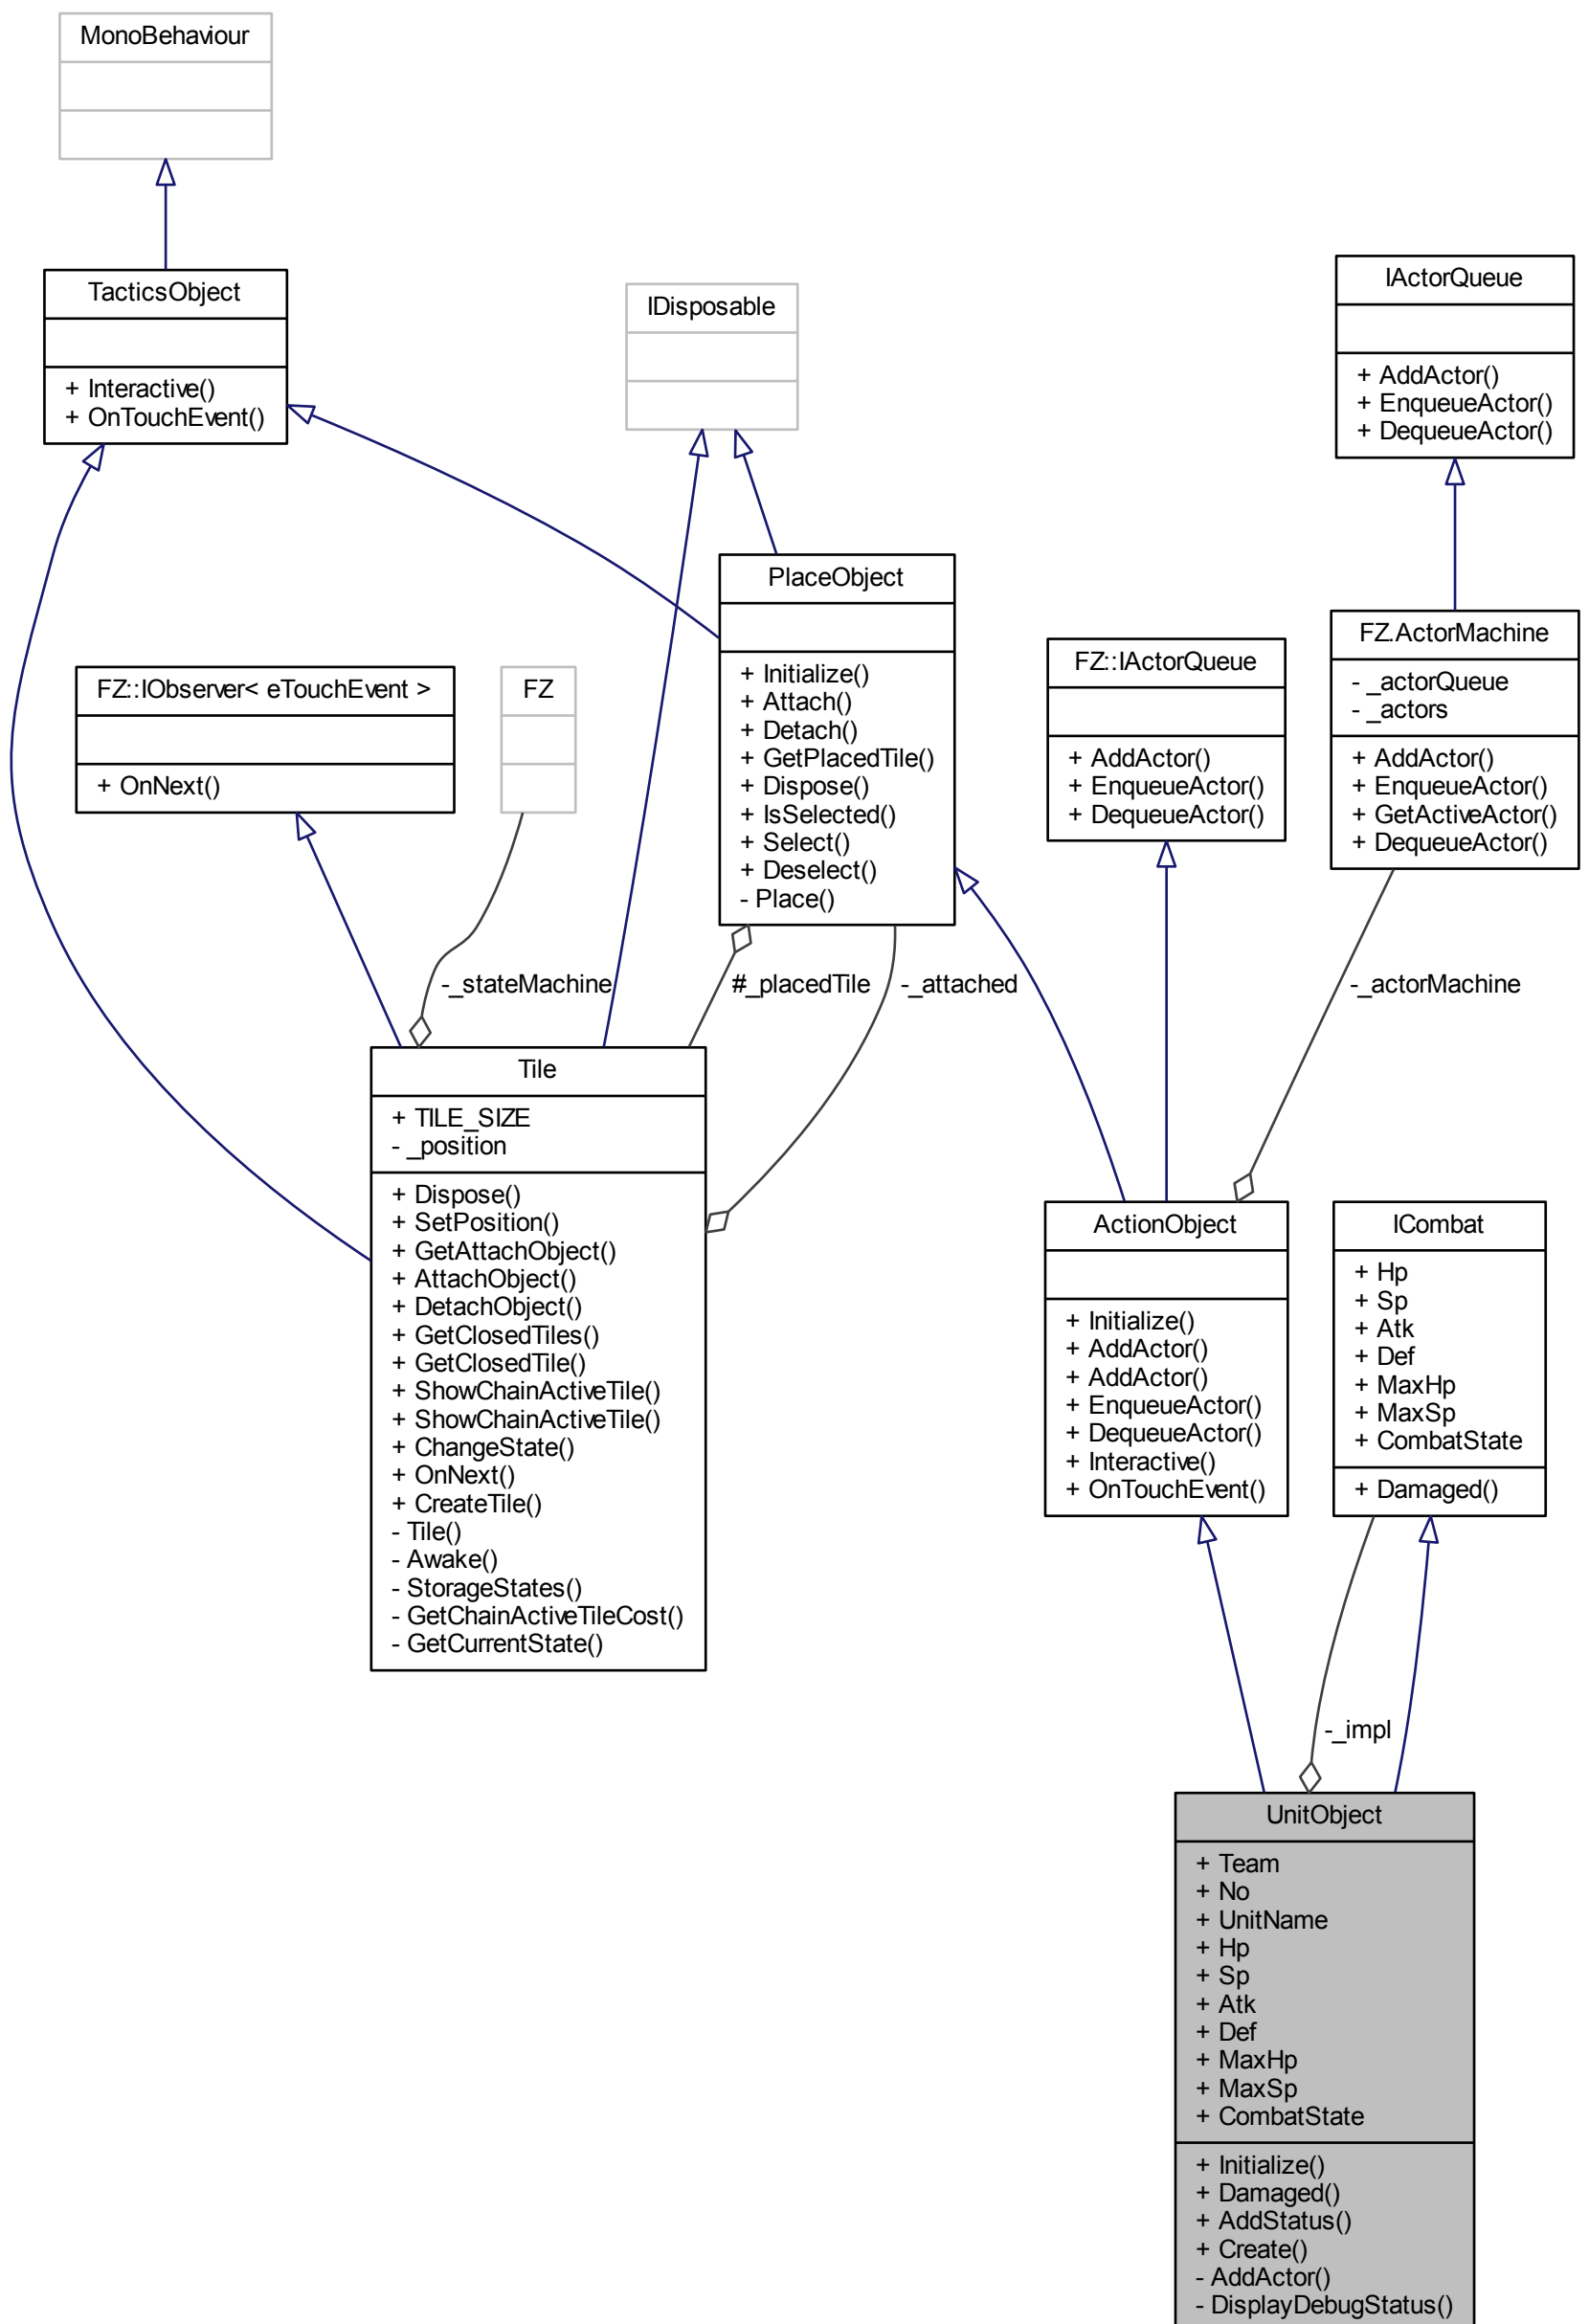 MonoBehaviour
TacticsObject
+ Interactive()
+ OnTouchEvent()
IDisposable
IActorQueue
+ AddActor()
+ EnqueueActor()
+ DequeueActor()
PlaceObject
+ Initialize()
+ Attach()
+ Detach()
+ GetPlacedTile()
+ Dispose()
+ IsSelected()
+ Select()
+ Deselect()
- Place()
FZ::IObserver< eTouchEvent >
+ OnNext()
FZ
FZ::IActorQueue
+ AddActor()
+ EnqueueActor()
+ DequeueActor()
FZ.ActorMachine
- _actorQueue
- _actors
+ AddActor()
+ EnqueueActor()
+ GetActiveActor()
+ DequeueActor()
-_stateMachine
#_placedTile
-_attached
-_actorMachine
Tile
+ TILE_SIZE
- _position
+ Dispose()
+ SetPosition()
+ GetAttachObject()
+ AttachObject()
+ DetachObject()
+ GetClosedTiles()
+ GetClosedTile()
+ ShowChainActiveTile()
+ ShowChainActiveTile()
+ ChangeState()
+ OnNext()
+ CreateTile()
- Tile()
- Awake()
- StorageStates()
- GetChainActiveTileCost()
- GetCurrentState()
ActionObject
+ Initialize()
+ AddActor()
+ AddActor()
+ EnqueueActor()
+ DequeueActor()
+ Interactive()
+ OnTouchEvent()
ICombat
+ Hp
+ Sp
+ Atk
+ Def
+ MaxHp
+ MaxSp
+ CombatState
+ Damaged()
-_impl
UnitObject
+ Team
+ No
+ UnitName
+ Hp
+ Sp
+ Atk
+ Def
+ MaxHp
+ MaxSp
+ CombatState
+ Initialize()
+ Damaged()
+ AddStatus()
+ Create()
- AddActor()
- DisplayDebugStatus()